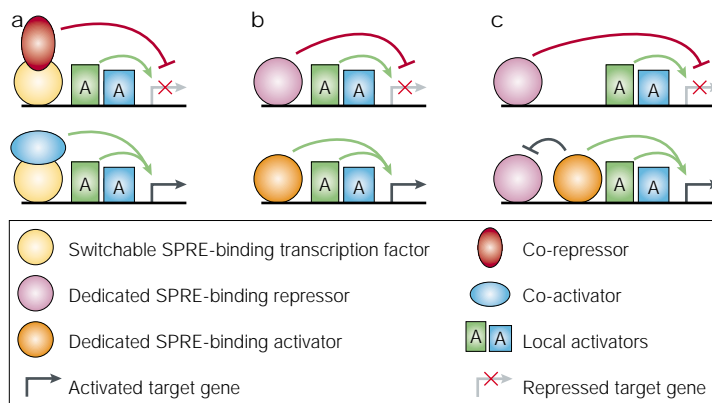 a
b
c
A A
A A
A A
A A
A A
A A
Switchable SPRE-binding transcription factor
Dedicated SPRE-binding repressor
Dedicated SPRE-binding activator
Activated target gene
Co-repressor
Co-activator
A A
Local activators
Repressed target gene